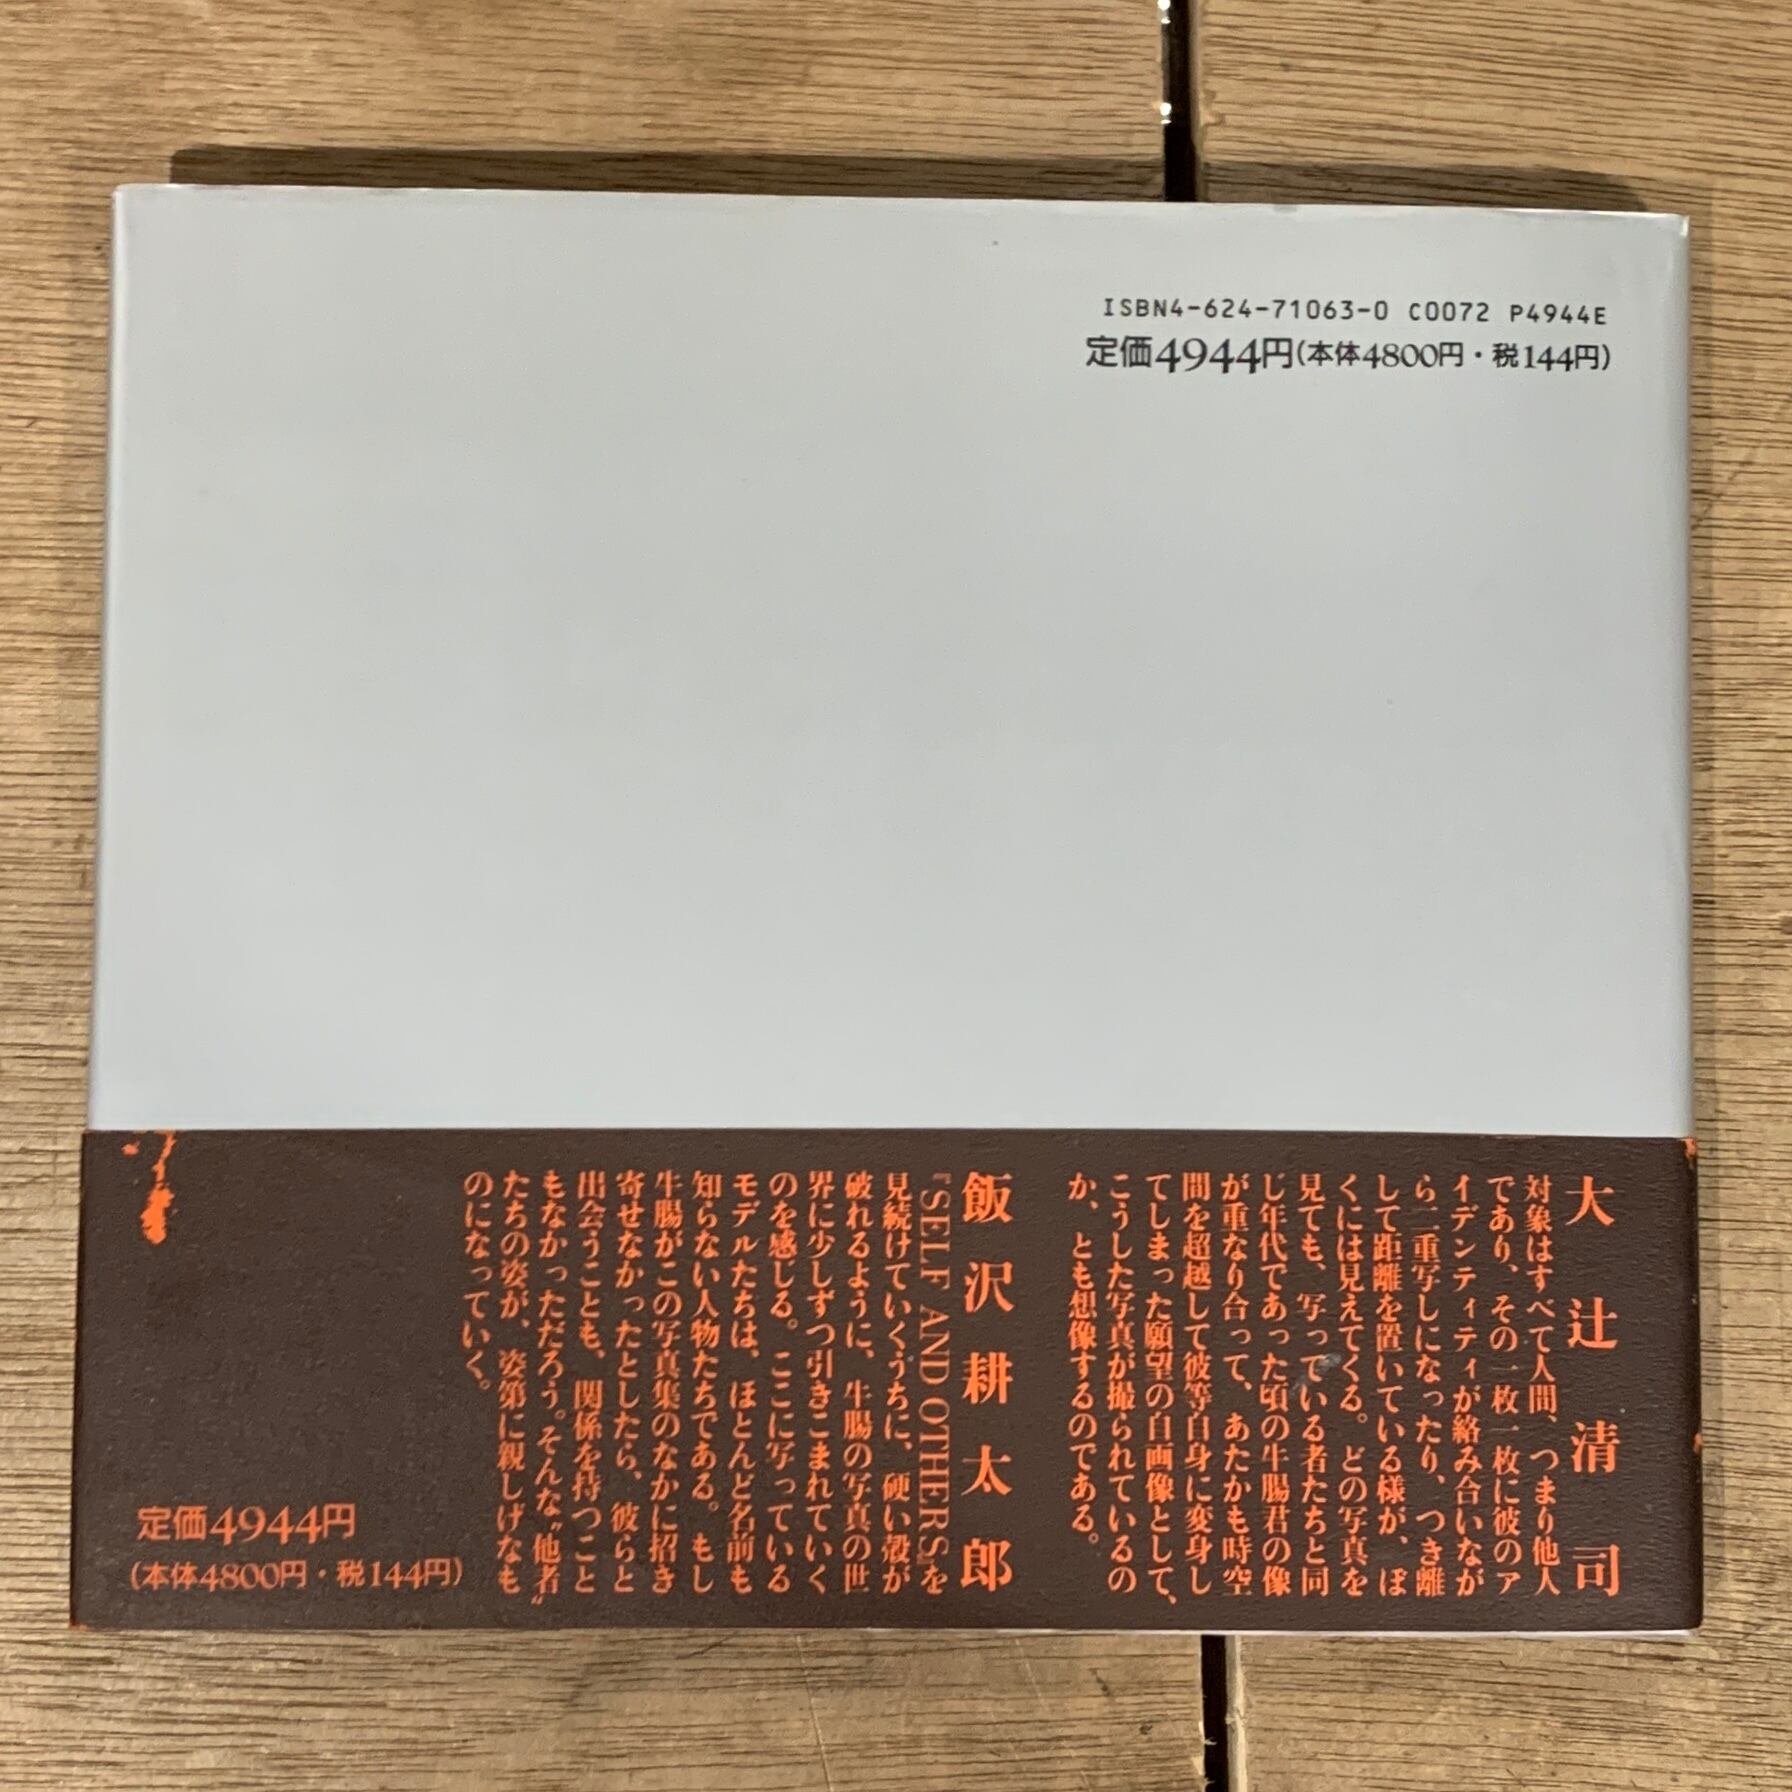 ISBN4-624-71063-0 C0072 P4944E
定価4944円(本体4800円・税144円)
大辻清司
対象はすべて人間、つまり他人
であり、その一枚一枚に彼のア
イデンティティが絡み合いなが
ら二重写しになったり、つき離
して距離を置いている様が、ぼ
くには見えてくる。どの写真を
見ても、写っている者たちと同
じ年代であった頃の牛腸君の像
が重なり合って、あたかも時空
間を超越して彼等自身に変身し
てしまった願望の自画像として、
こうした写真が撮られているの
か、とも想像するのである。
飯沢耕太郎
『SELF AND OTHERS』を
見続けていくうちに、硬い殻が
破れるように、牛腸の写真の世
界に少しずつ引きこまれていく
のを感じる。ここに写っている
モデルたちは、ほとんど名前も
知らない人物たちである。もし
牛腸がこの写真集のなかに招き
寄せなかったとしたら、彼らと
出会うことも、関係を持つこと
もなかっただろう。そんな“他者”
たちの姿が、姿第に親しげなも
のになっていく。
定価4944円
(本体4800円・税144円)